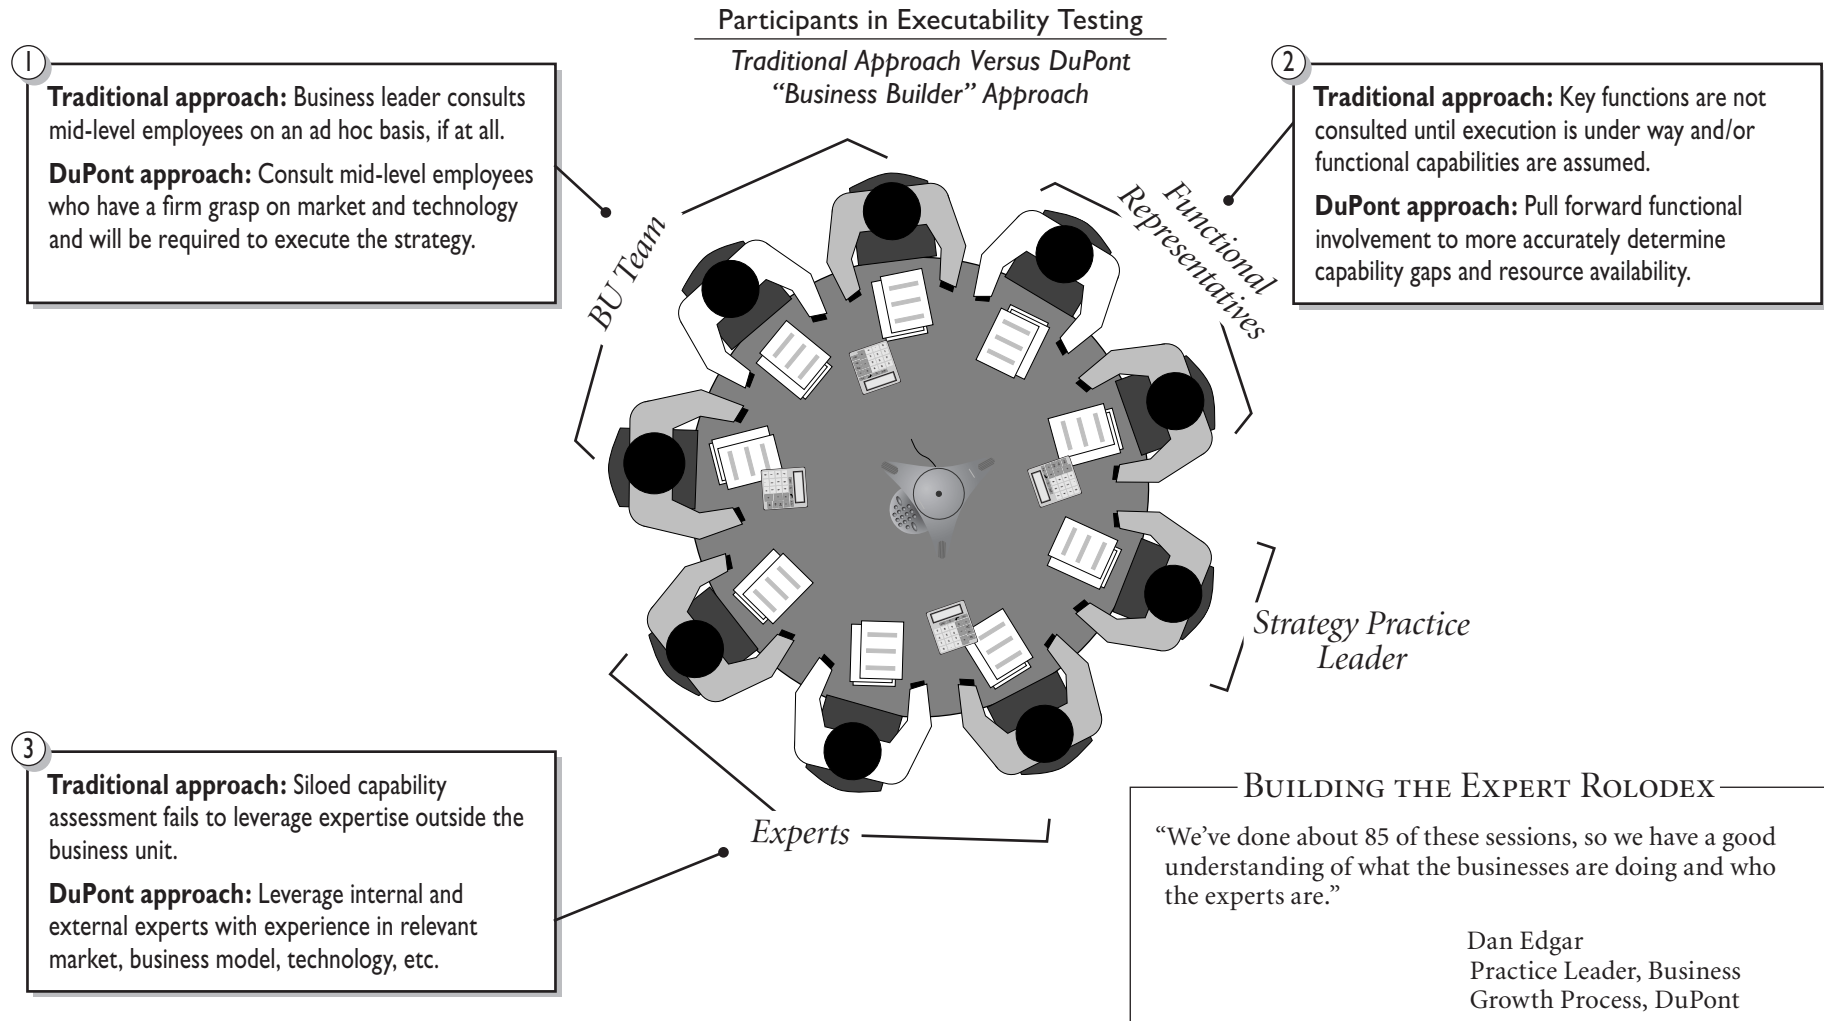 Participants in Executability Testing
Traditional Approach Versus DuPont
“Business Builder” Approach
1
Traditional approach: Business leader consults
mid-level employees on an ad hoc basis, if at all.
DuPont approach: Consult mid-level employees
who have a firm grasp on market and technology
and will be required to execute the strategy.
2
Traditional approach: Key functions are not
consulted until execution is under way and/or
functional capabilities are assumed.
DuPont approach: Pull forward functional
involvement to more accurately determine
capability gaps and resource availability.
BU Team
Functional
Representatives
Strategy Practice
Leader
Experts
3
Traditional approach: Siloed capability
assessment fails to leverage expertise outside the
business unit.
DuPont approach: Leverage internal and
external experts with experience in relevant
market, business model, technology, etc.
Building the Expert Rolodex
“We’ve done about 85 of these sessions, so we have a good
understanding of what the businesses are doing and who
the experts are.”
Dan Edgar
Practice Leader, Business
Growth Process, DuPont